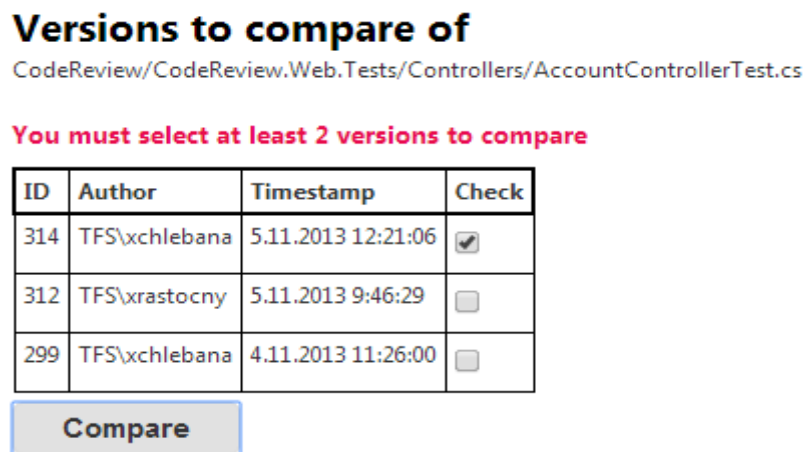 Versions to compare of
CodeReview/CodeReview.Web.Tests/Controllers/AccountControllerTest.cs
You must select at least 2 versions to compare
ID Author Timestamp Check
314 TFS\xchlebana 5.11.2013 12:21:06
312 TFS\xrastocny 5.11.2013 9:46:29
299 TFS\xchlebana 4.11.2013 11:26:00
Compare